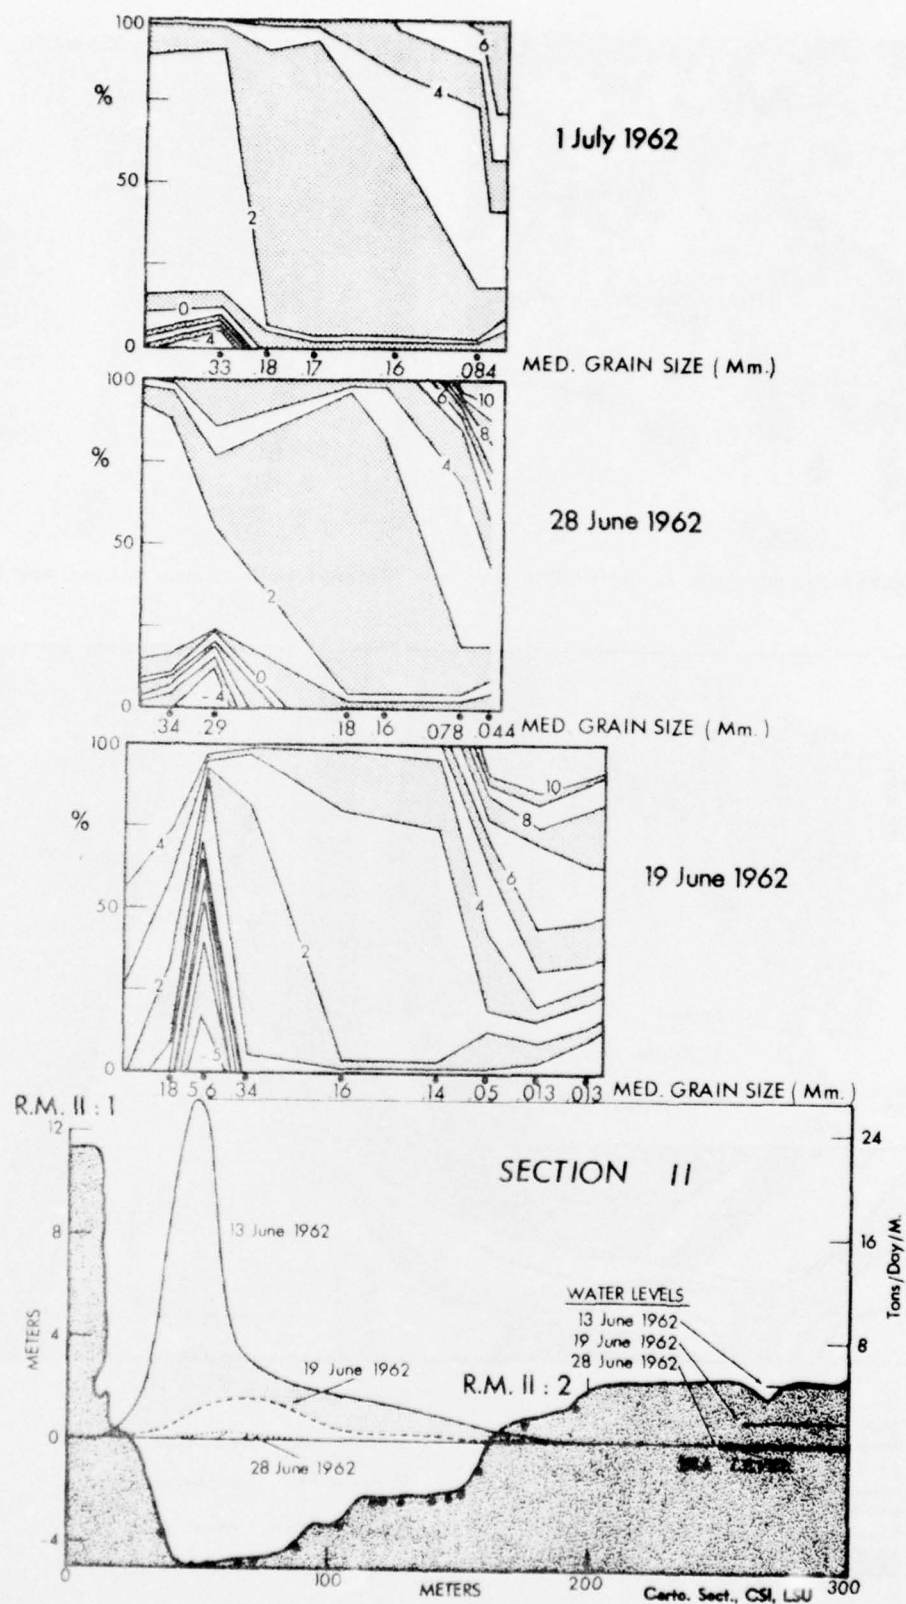 100
6
%
4
1 July 1962
50
2
0
-4
0
.33 .18 .17 .16 .084 MED. GRAIN SIZE (Mm.)
100
6 10
8
%
4
28 June 1962
50
2
0
-4
0
.34 .29 .18 .16 .078 .044 MED. GRAIN SIZE (Mm.)
100
10
8
%
4
6
19 June 1962
50
4
2
2
-5
0
.18 5.6 .34 .16 .14 .05 .013 .013 MED. GRAIN SIZE (Mm.)
R.M. II : 1
12
24
SECTION II
13 June 1962
8
16
Tons/Day/M.
WATER LEVELS
13 June 1962
19 June 1962
28 June 1962
METERS
4
8
19 June 1962
R.M. II : 2
0
28 June 1962
-4
0 100 200 300
METERS
Carto. Sect., CSI, LSU